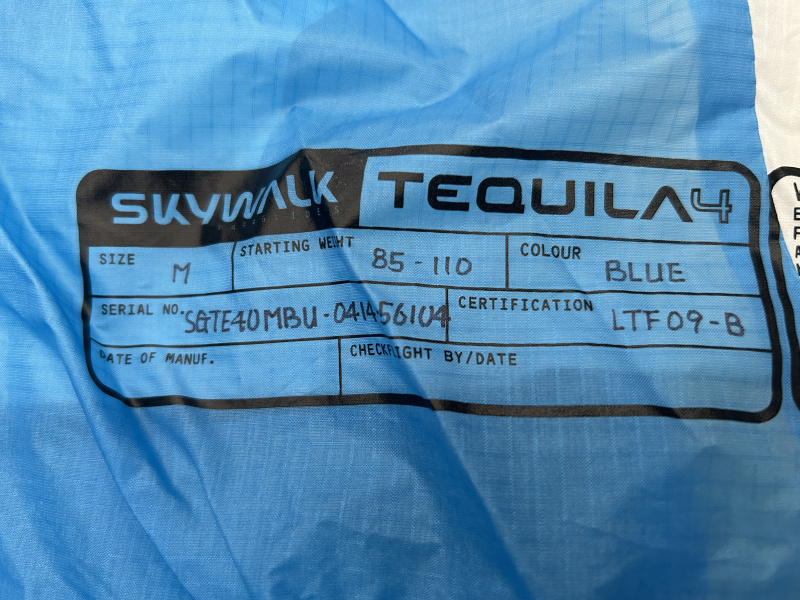 SKYWALK TEQUILA4
PARAGLIDERS
SIZE M STARTING WEIGHT 85-110 COLOUR BLUE
SERIAL NO. SGTE40MBU-041456104 CERTIFICATION LTF09-B
DATE OF MANUF. CHECKFLIGHT BY/DATE